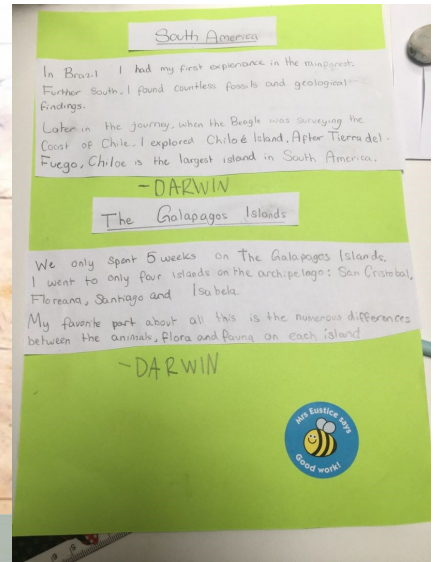 South America
In Brazil I had my first experience in the rainforest.
Further South, I found countless fossils and geological
findings.
Later in the journey, when the Beagle was surveying the
Coast of Chile, I explored Chiloé Island. After Tierra del-
Fuego, Chiloe is the largest island in South America.
-DARWIN
The Galapagos Islands
We only spent 5 weeks on The Galapagos Islands.
I went to only four islands on the archipelago: San Cristobal,
Floreana, Santiago and Isabela.
My favorite part about all this is the numerous differences
between the animals, flora and fauna on each island
-DARWIN
Mrs Eustice says
Good work!